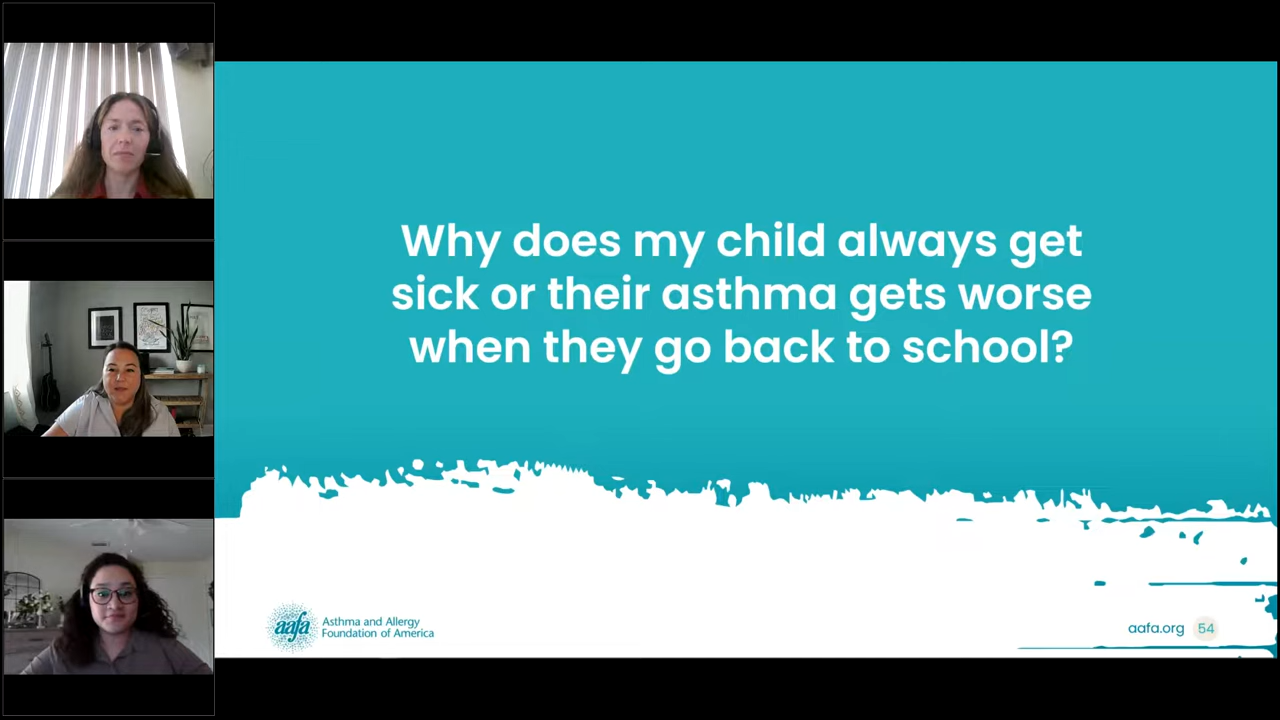 Why does my child always get
sick or their asthma gets worse
when they go back to school?
aafa
Asthma and Allergy
Foundation of America
aafa.org 54